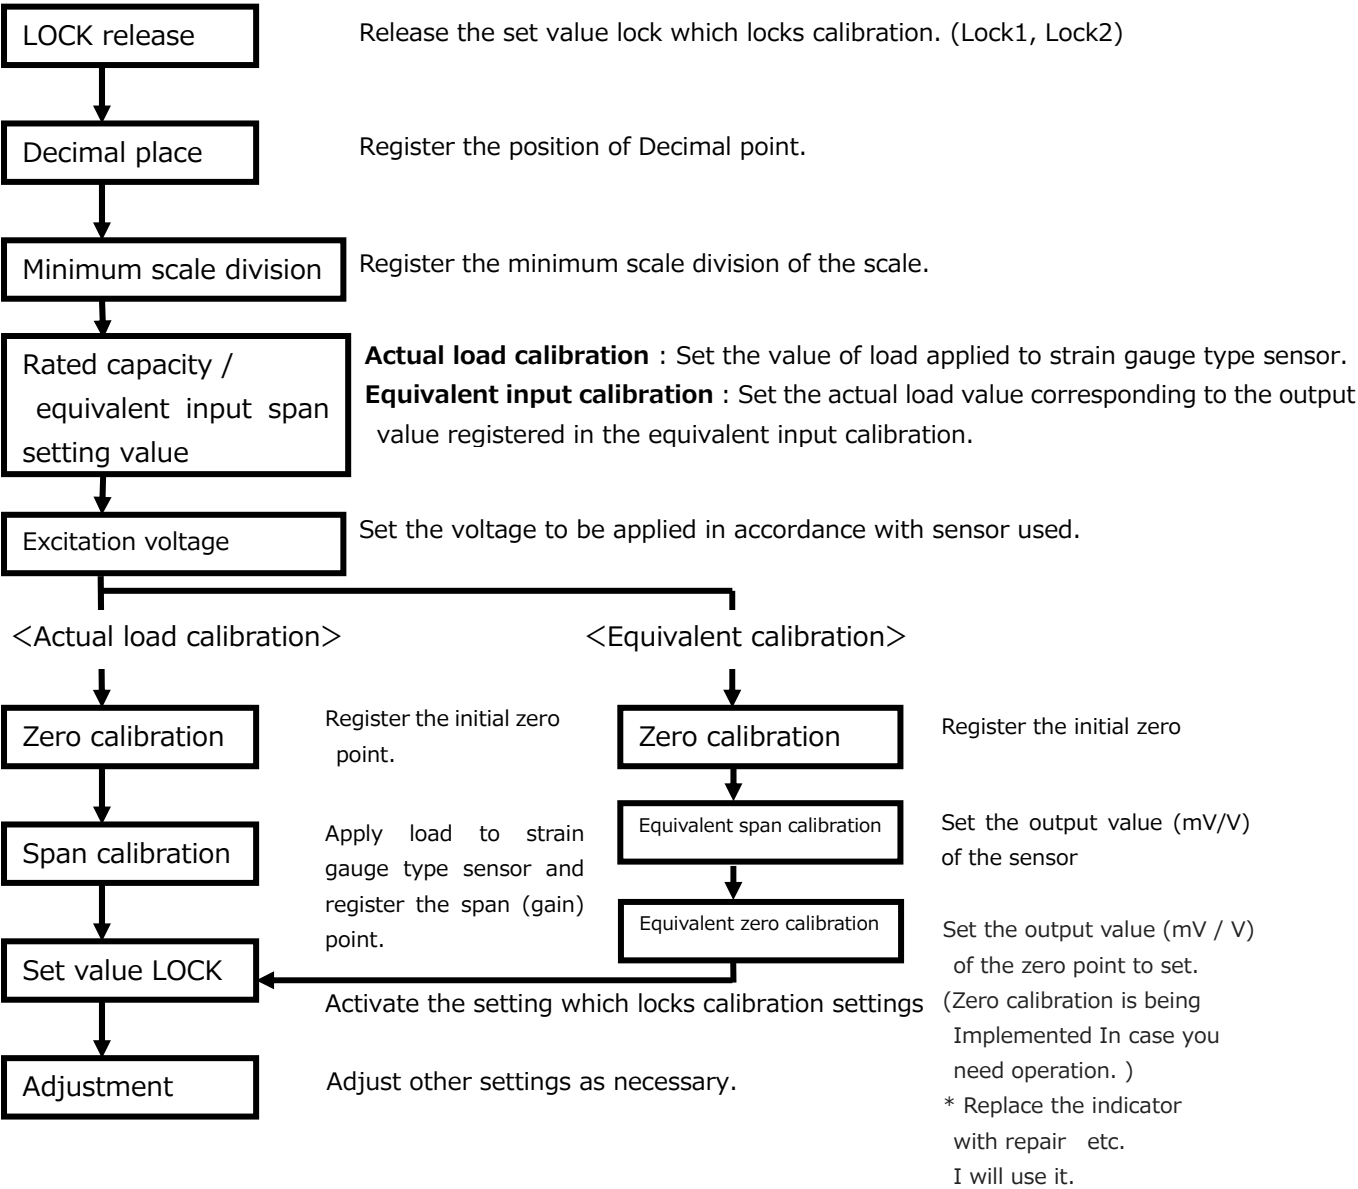 LOCK release
Release the set value lock which locks calibration. (Lock1, Lock2)
Decimal place
Register the position of Decimal point.
Minimum scale division
Register the minimum scale division of the scale.
Rated capacity /
equivalent input span
setting value
Actual load calibration : Set the value of load applied to strain gauge type sensor.
Equivalent input calibration : Set the actual load value corresponding to the output
value registered in the equivalent input calibration.
Excitation voltage
Set the voltage to be applied in accordance with sensor used.
<Actual load calibration>
<Equivalent calibration>
Zero calibration
Register the initial zero
point.
Span calibration
Apply load to strain
gauge type sensor and
register the span (gain)
point.
Zero calibration
Register the initial zero
Equivalent span calibration
Set the output value (mV/V)
of the sensor
Equivalent zero calibration
Set the output value (mV / V)
of the zero point to set.
(Zero calibration is being
Implemented In case you
need operation. )
* Replace the indicator
with repair etc.
I will use it.
Set value LOCK
Activate the setting which locks calibration settings
Adjustment
Adjust other settings as necessary.